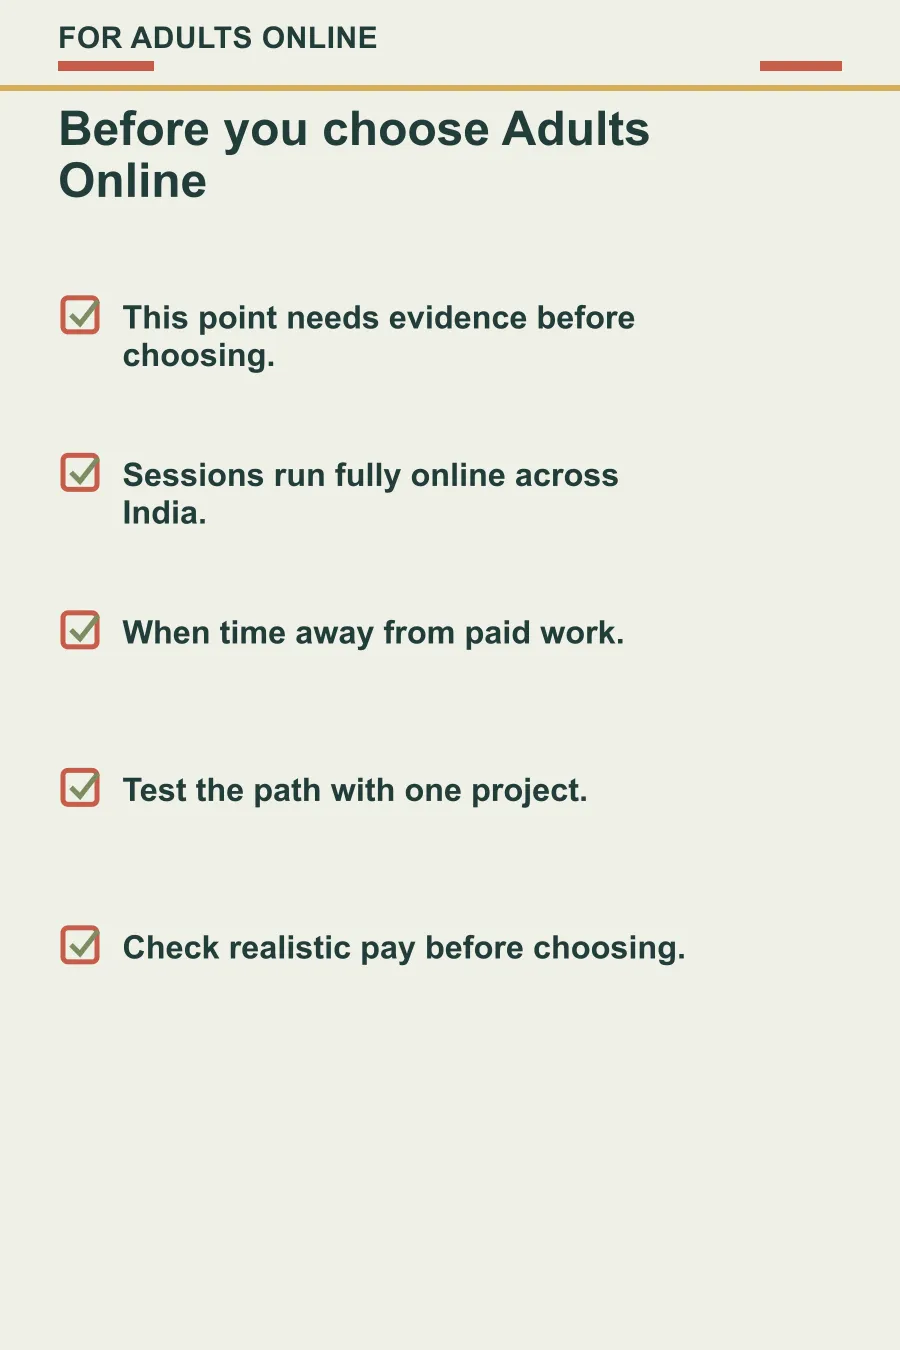 FOR ADULTS ONLINE
Before you choose Adults
Online
This point needs evidence before
choosing.
Sessions run fully online across
India.
When time away from paid work.
Test the path with one project.
Check realistic pay before choosing.